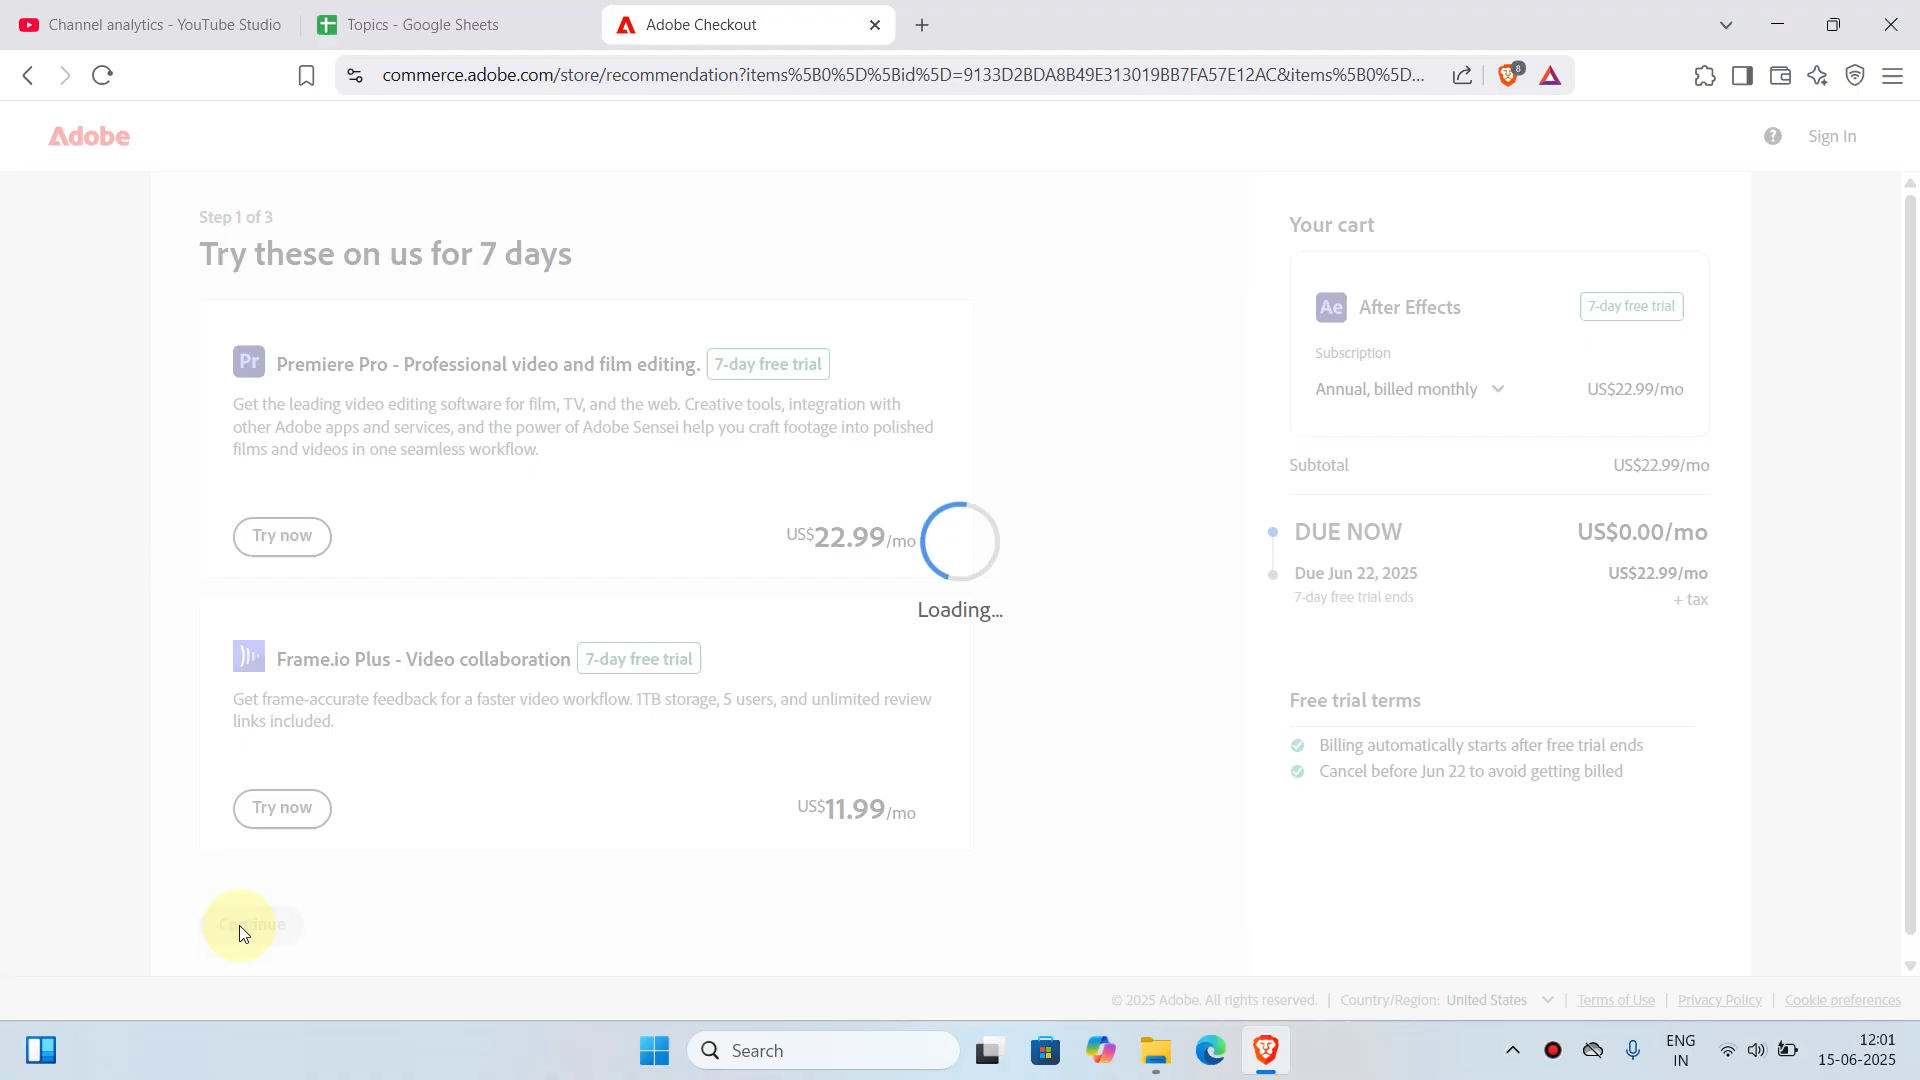 Channel analytics - YouTube Studio
Topics - Google Sheets
Adobe Checkout
commerce.adobe.com/store/recommendation?items%5B0%5D%5Bid%5D=9133D2BDA8B49E313019BB7FA57E12AC&items%5B0%5D...
8
Adobe
Sign In
Step 1 of 3
Try these on us for 7 days
Pr
Premiere Pro - Professional video and film editing.
7-day free trial
Get the leading video editing software for film, TV, and the web. Creative tools, integration with
other Adobe apps and services, and the power of Adobe Sensei help you craft footage into polished
films and videos in one seamless workflow.
Try now
US$22.99/mo
Loading...
Frame.io Plus - Video collaboration
7-day free trial
Get frame-accurate feedback for a faster video workflow. 1TB storage, 5 users, and unlimited review
links included.
Try now
US$11.99/mo
Continue
Your cart
Ae
After Effects
7-day free trial
Subscription
Annual, billed monthly
US$22.99/mo
Subtotal
US$22.99/mo
DUE NOW
US$0.00/mo
Due Jun 22, 2025
US$22.99/mo
7-day free trial ends
+ tax
Free trial terms
Billing automatically starts after free trial ends
Cancel before Jun 22 to avoid getting billed
© 2025 Adobe. All rights reserved. | Country/Region: United States | Terms of Use | Privacy Policy | Cookie preferences
Search
ENG
IN
12:01
15-06-2025